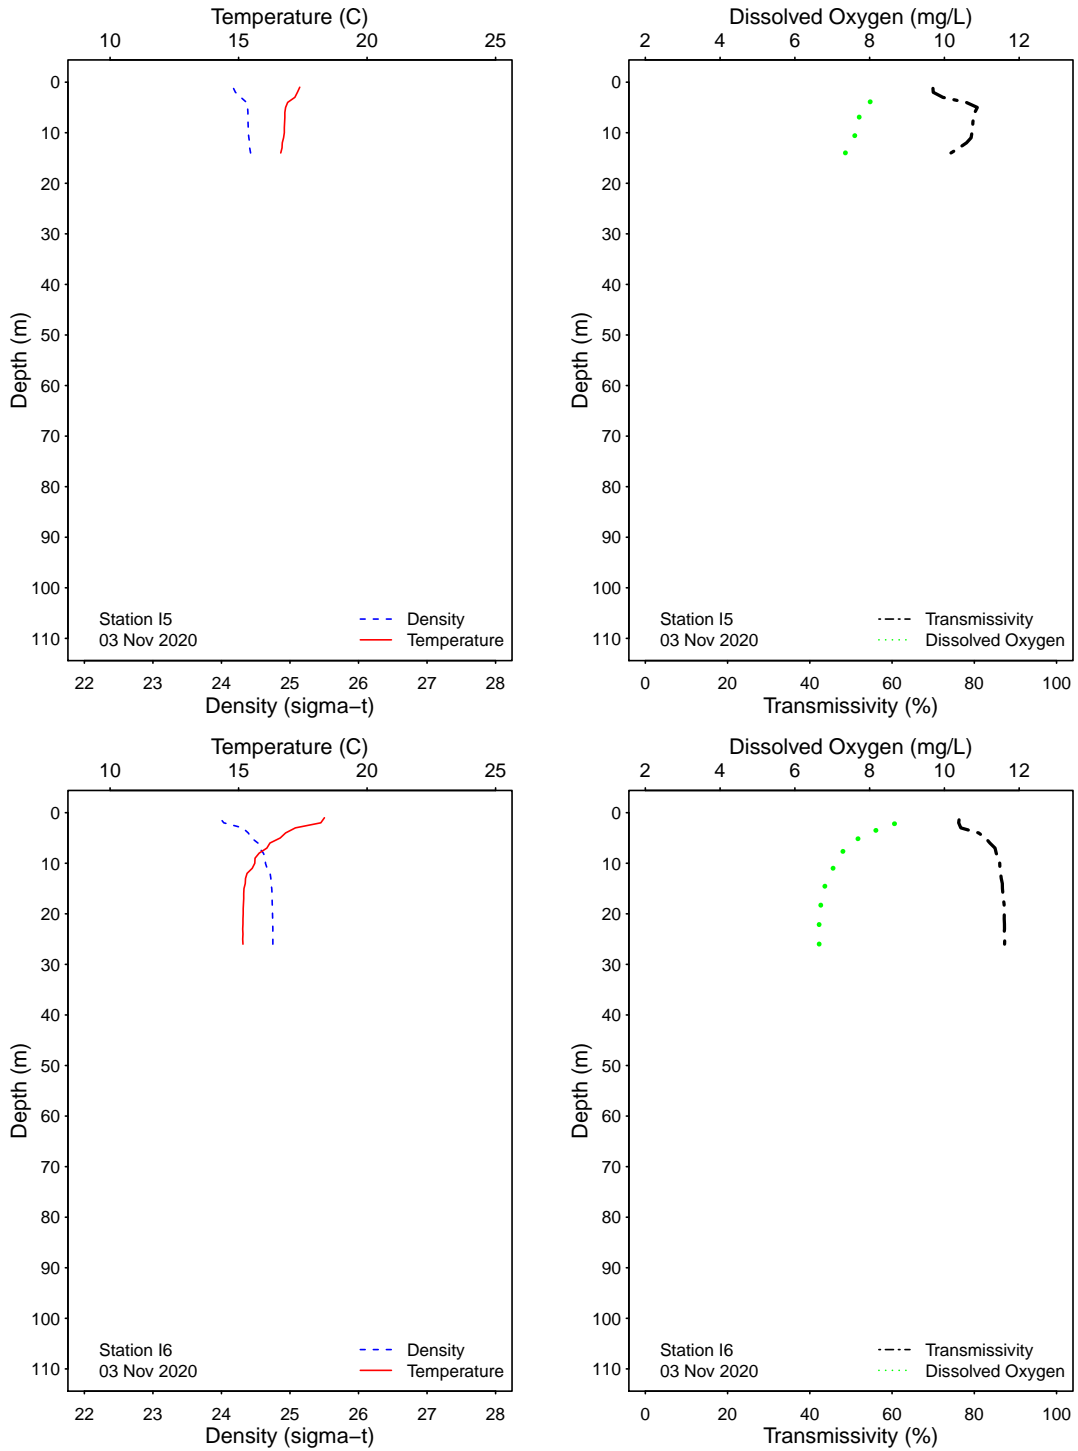 Temperature (C)
10 15 20 25
0
10
20
30
40
50
60
70
80
90
100
110
Depth (m)
Station I5
03 Nov 2020
Density
Temperature
22 23 24 25 26 27 28
Density (sigma−t)
Dissolved Oxygen (mg/L)
2 4 6 8 10 12
0
10
20
30
40
50
60
70
80
90
100
110
Depth (m)
Station I5
03 Nov 2020
Transmissivity
Dissolved Oxygen
0 20 40 60 80 100
Transmissivity (%)
Temperature (C)
10 15 20 25
0
10
20
30
40
50
60
70
80
90
100
110
Depth (m)
Station I6
03 Nov 2020
Density
Temperature
22 23 24 25 26 27 28
Density (sigma−t)
Dissolved Oxygen (mg/L)
2 4 6 8 10 12
0
10
20
30
40
50
60
70
80
90
100
110
Depth (m)
Station I6
03 Nov 2020
Transmissivity
Dissolved Oxygen
0 20 40 60 80 100
Transmissivity (%)